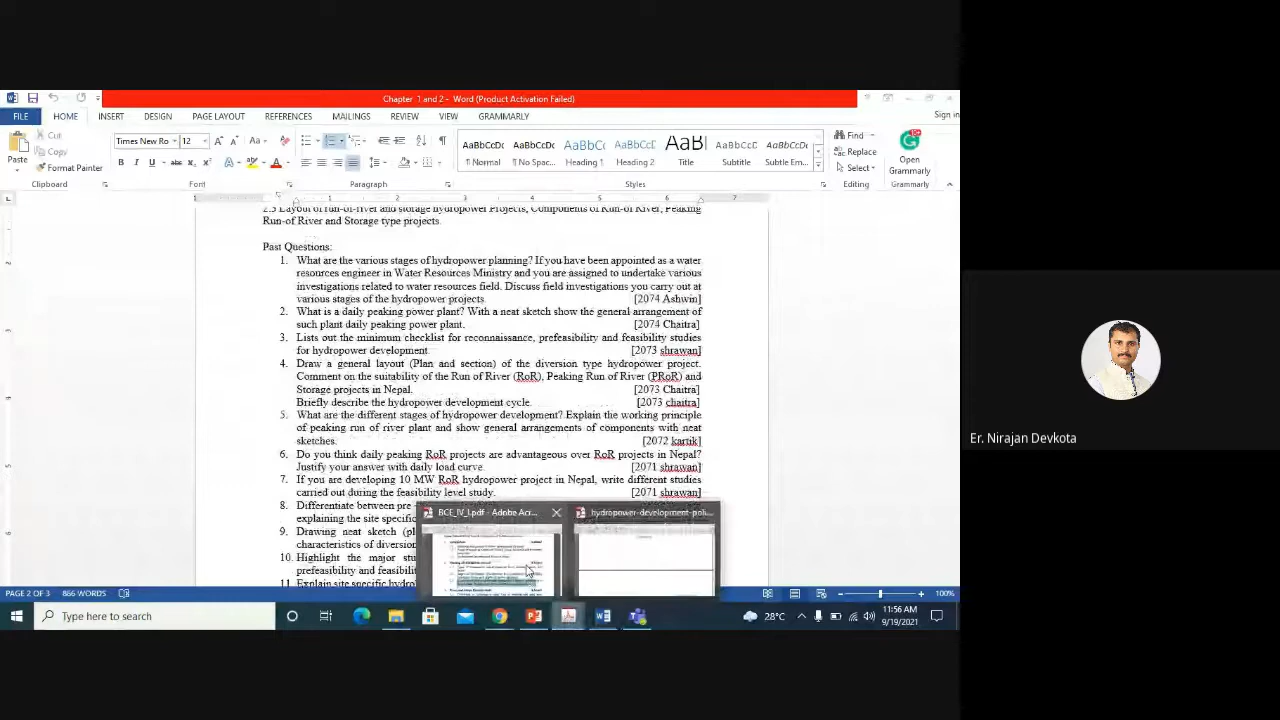 Chapter 1 and 2 - Word (Product Activation Failed)
FILE HOME INSERT DESIGN PAGE LAYOUT REFERENCES MAILINGS REVIEW VIEW GRAMMARLY Sign in
Paste Cut Copy Format Painter
Times New Ro 12
AaBbCcDc AaBbCcDc AaBbCc AaBbCcD AaBl AaBbCcD AaBbCcDc
¶ Normal ¶ No Spac... Heading 1 Heading 2 Title Subtitle Subtle Em...
Find Replace Select Open Grammarly
Clipboard Font Paragraph Styles Editing Grammarly
2.3 Layout of run-of-river and storage hydropower Projects, Components of Run-of River, Peaking
Run-of River and Storage type projects.
Past Questions:
1. What are the various stages of hydropower planning? If you have been appointed as a water
resources engineer in Water Resources Ministry and you are assigned to undertake various
investigations related to water resources field. Discuss field investigations you carry out at
various stages of the hydropower projects. [2074 Ashwin]
2. What is a daily peaking power plant? With a neat sketch show the general arrangement of
such plant daily peaking power plant. [2074 Chaitra]
3. Lists out the minimum checklist for reconnaissance, prefeasibility and feasibility studies
for hydropower development. [2073 shrawan]
4. Draw a general layout (Plan and section) of the diversion type hydropower project.
Comment on the suitability of the Run of River (RoR), Peaking Run of River (PRoR) and
Storage projects in Nepal. [2073 Chaitra]
Briefly describe the hydropower development cycle. [2073 chaitra]
5. What are the different stages of hydropower development? Explain the working principle
of peaking run of river plant and show general arrangements of components with neat
sketches. [2072 kartik]
6. Do you think daily peaking RoR projects are advantageous over RoR projects in Nepal?
Justify your answer with daily load curve. [2071 shrawan]
7. If you are developing 10 MW RoR hydropower project in Nepal, write different studies
carried out during the feasibility level study. [2071 shrawan]
8. Differentiate between pre
explaining the site specific
9. Drawing neat sketch (pl
characteristics of diversion
10. Highlight the major stu
for hydropower developm
11. Explain site specific hydro
BCE_IV_I.pdf - Adobe Acr...
hydropower-development-poli...
PAGE 2 OF 3 866 WORDS 100%
Type here to search
28°C
11:56 AM
9/19/2021
Er. Nirajan Devkota